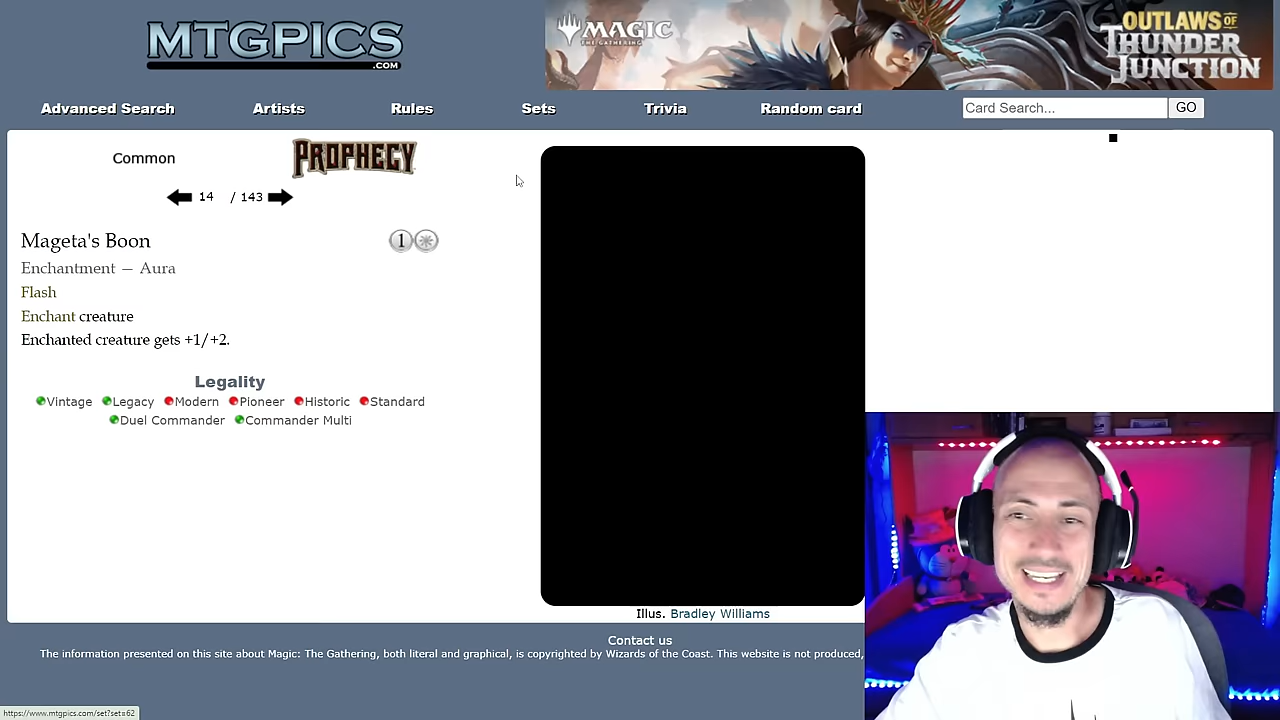 MTGPICS
.COM
MAGIC
THE GATHERING
OUTLAWS OF
THUNDER
JUNCTION
Advanced Search
Artists
Rules
Sets
Trivia
Random card
Card Search...
GO
Common
PROPHECY
14 / 143
Mageta's Boon
1
Enchantment — Aura
Flash
Enchant creature
Enchanted creature gets +1/+2.
Legality
Vintage Legacy Modern Pioneer Historic Standard
Duel Commander Commander Multi
Illus. Bradley Williams
Contact us
The information presented on this site about Magic: The Gathering, both literal and graphical, is copyrighted by Wizards of the Coast. This website is not produced,
https://www.mtgpics.com/set?set=62